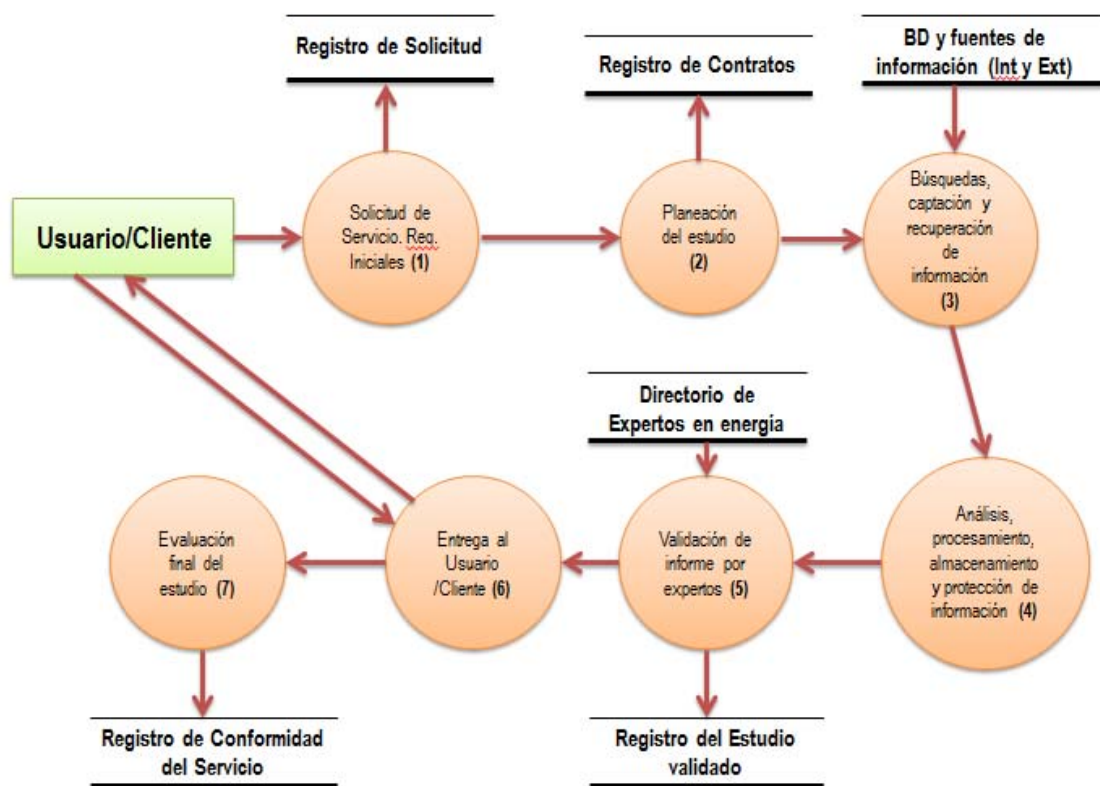 Registro de Solicitud
Registro de Contratos
BD y fuentes de
información (Int y Ext)
Usuario/Cliente
Solicitud de
Servicio. Req.
Iniciales (1)
Planeación
del estudio
(2)
Búsquedas,
captación y
recuperación
de
información
(3)
Directorio de
Expertos en energía
Evaluación
final del
estudio (7)
Entrega al
Usuario
/Cliente (6)
Validación de
informe por
expertos (5)
Análisis,
procesamiento,
almacenamiento
y protección de
información (4)
Registro de Conformidad
del Servicio
Registro del Estudio
validado